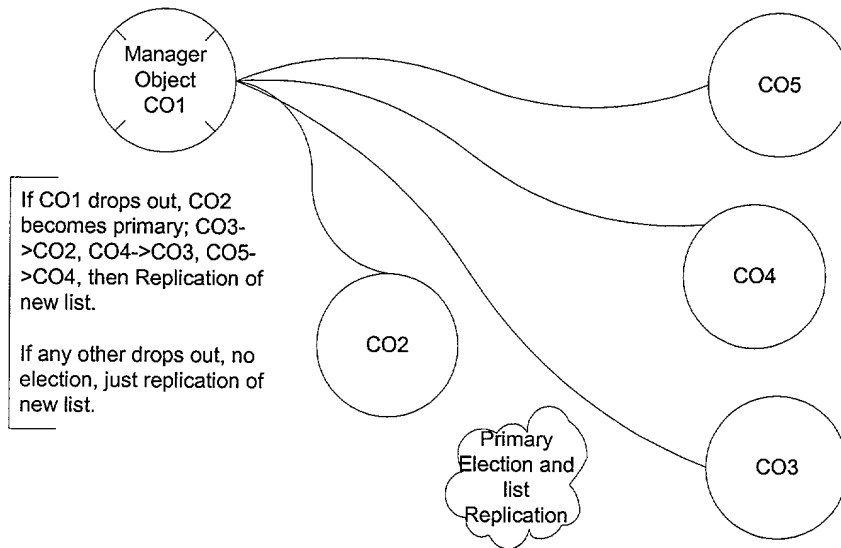 Manager
Object
CO1
CO5
If CO1 drops out, CO2
becomes primary; CO3-
>CO2, CO4->CO3, CO5-
>CO4, then Replication of
new list.
If any other drops out, no
election, just replication of
new list.
CO4
CO2
Primary
Election and
list
Replication
CO3